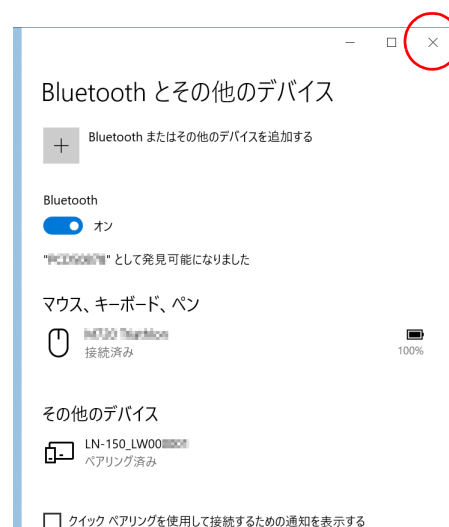 Bluetooth とその他のデバイス
Bluetooth またはその他のデバイスを追加する
Bluetooth
オン
" " として発見可能になりました
マウス、キーボード、ペン
接続済み
100%
その他のデバイス
LN-150_LW00
ペアリング済み
クイック ペアリングを使用して接続するための通知を表示する